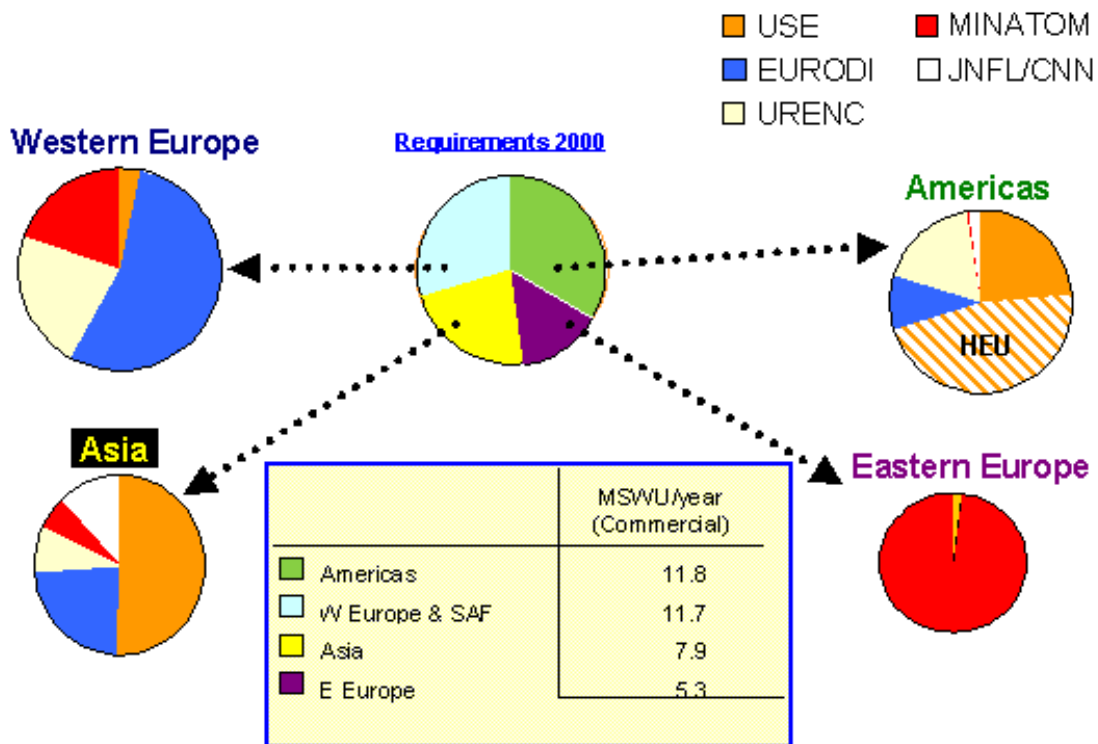 USE
MINATOM
EURODI
JNFL/CNN
URENC
Western Europe
Requirements 2000
Americas
HEU
Asia
Eastern Europe
MSWU/year
(Commercial)
Americas 11.8
W Europe & SAF 11.7
Asia 7.9
E Europe 5.3